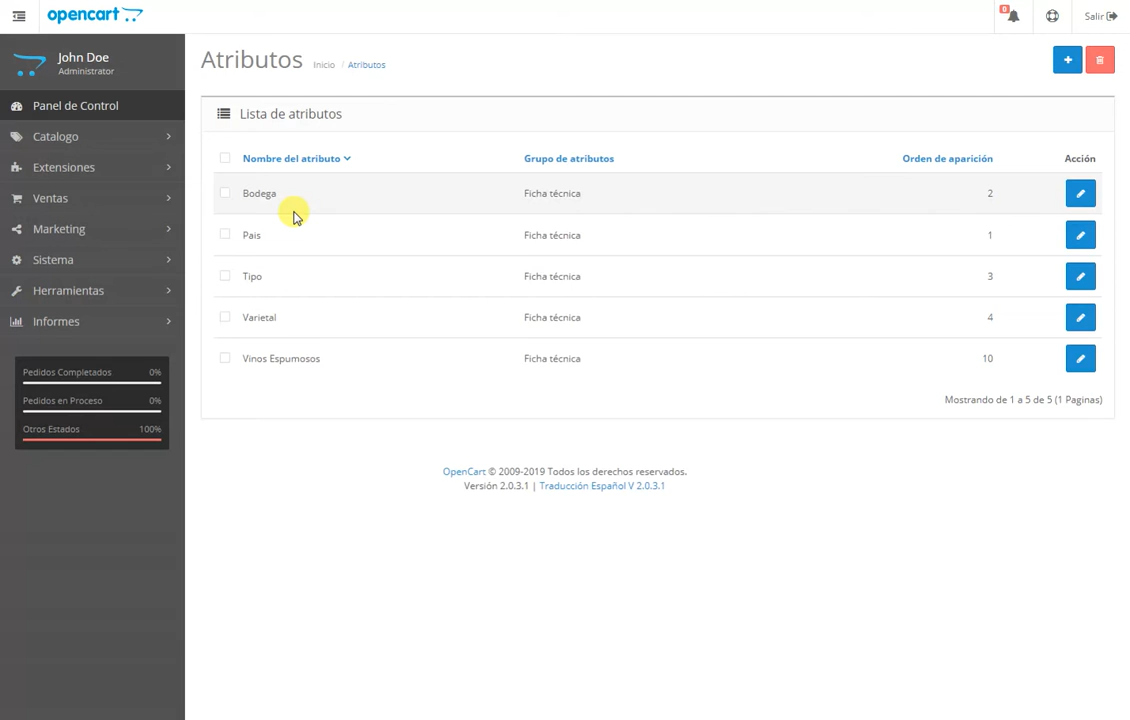 opencart
0
Salir
John Doe
Administrator
Panel de Control
Catalogo
Extensiones
Ventas
Marketing
Sistema
Herramientas
Informes
Pedidos Completados 0%
Pedidos en Proceso 0%
Otros Estados 100%
Atributos Inicio / Atributos
Lista de atributos
Nombre del atributo Grupo de atributos Orden de aparición Acción
Bodega Ficha técnica 2
Pais Ficha técnica 1
Tipo Ficha técnica 3
Varietal Ficha técnica 4
Vinos Espumosos Ficha técnica 10
Mostrando de 1 a 5 de 5 (1 Paginas)
OpenCart © 2009-2019 Todos los derechos reservados.
Versión 2.0.3.1 | Traducción Español V 2.0.3.1